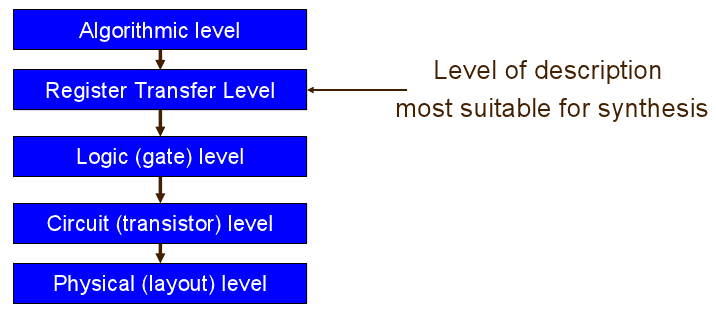 Algorithmic level
Register Transfer Level
Level of description
most suitable for synthesis
Logic (gate) level
Circuit (transistor) level
Physical (layout) level